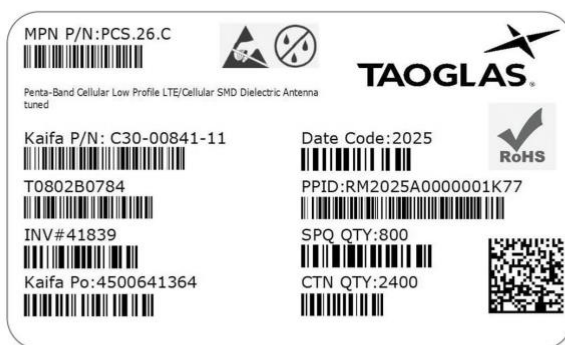 MPN P/N:PCS.26.C
TAOGLAS.
Penta-Band Cellular Low Profile LTE/Cellular SMD Dielectric Antenna
tuned
Kaifa P/N: C30-00841-11
Date Code:2025
RoHS
T0802B0784
PPID:RM2025A0000001K77
INV#41839
SPQ QTY:800
Kaifa Po:4500641364
CTN QTY:2400